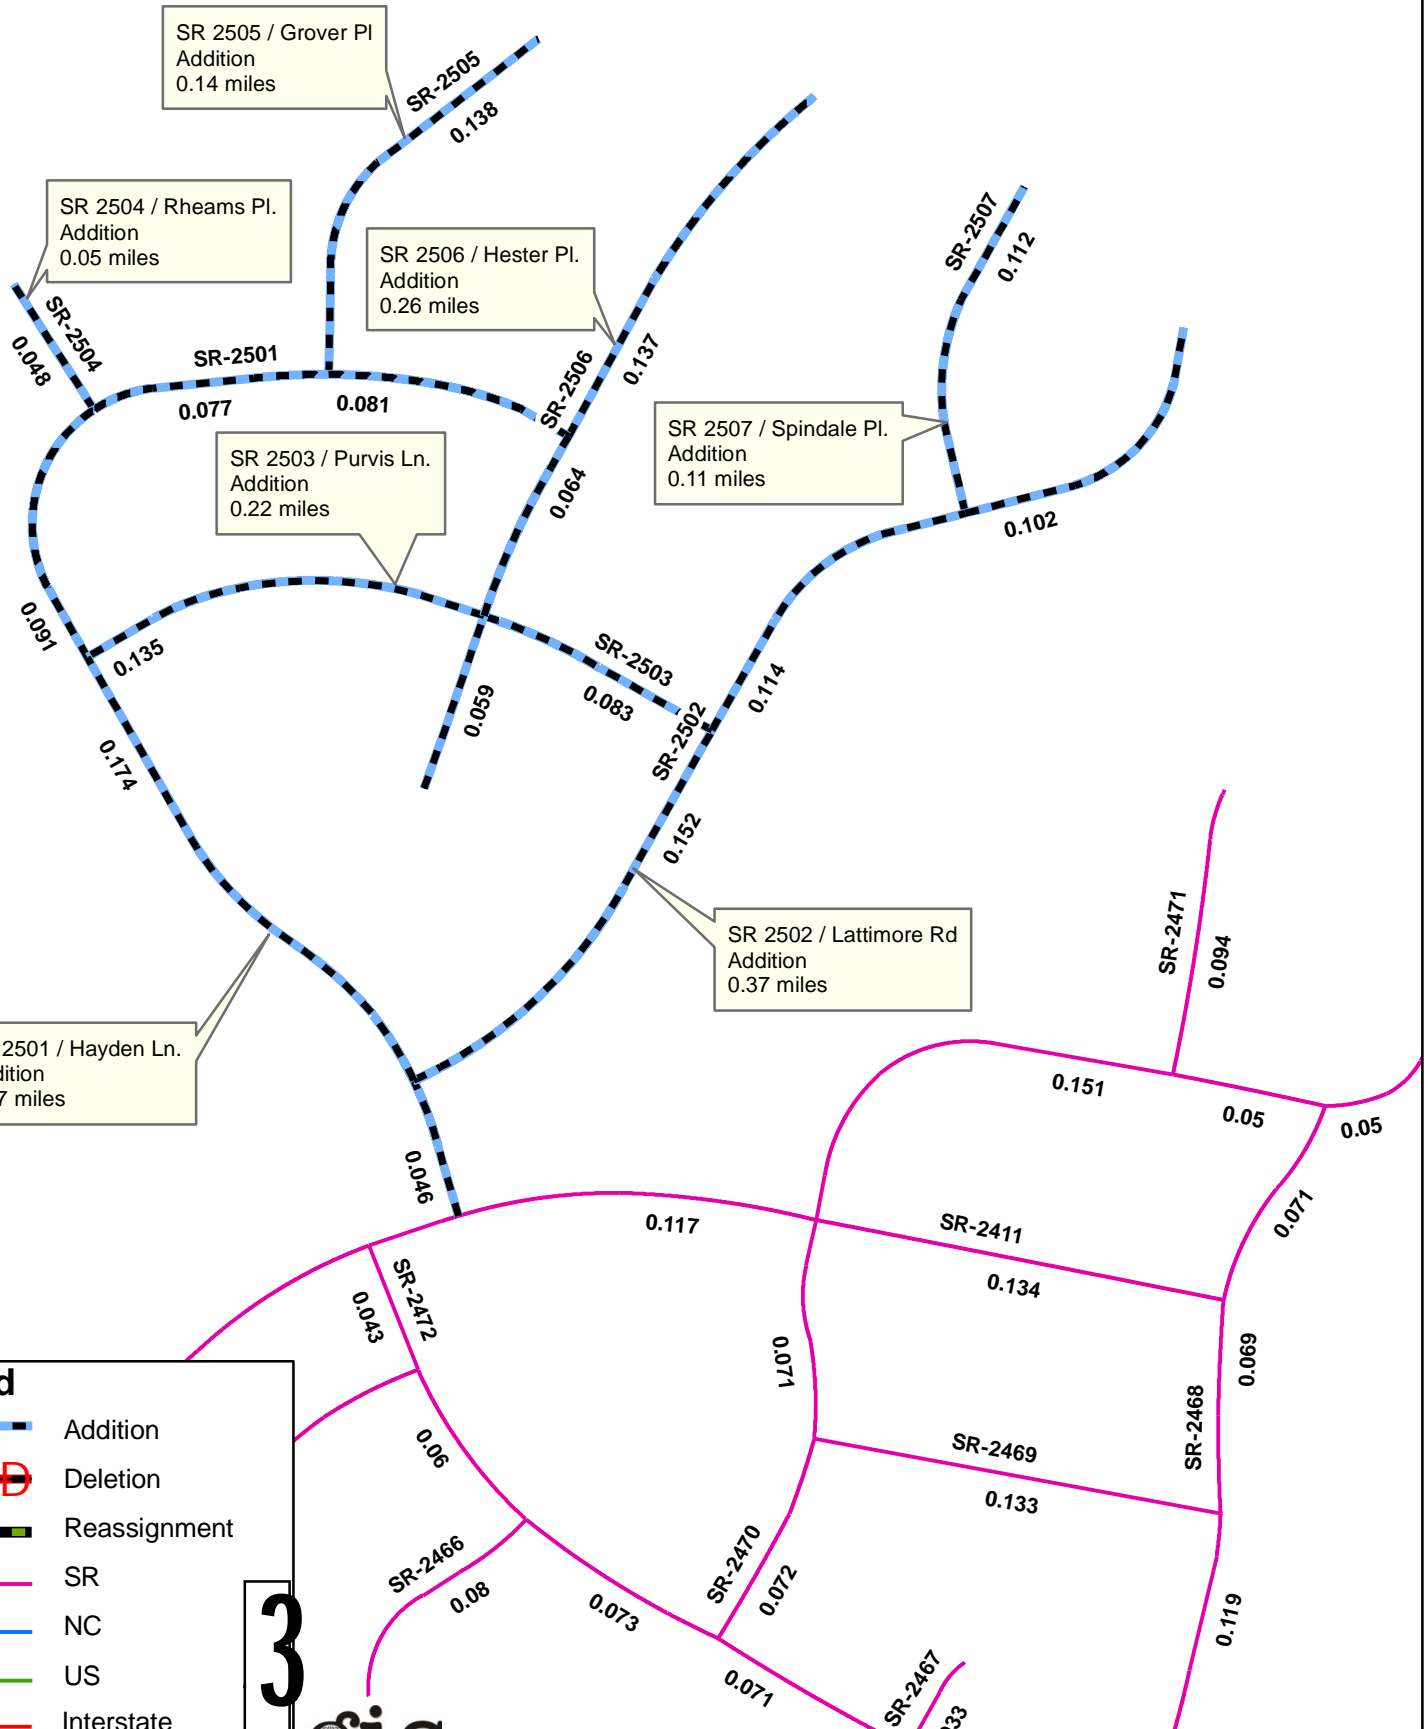 SR 2505 / Grover Pl
Addition
0.14 miles
SR-2505
0.138
SR 2504 / Rheams Pl.
Addition
0.05 miles
SR-2504
0.048
SR 2506 / Hester Pl.
Addition
0.26 miles
SR-2506
0.137
SR-2507
0.112
SR-2501
0.077
0.081
SR 2503 / Purvis Ln.
Addition
0.22 miles
0.064
SR 2507 / Spindale Pl.
Addition
0.11 miles
0.102
0.091
0.135
SR-2503
0.083
0.059
0.114
SR-2502
0.174
0.152
SR 2502 / Lattimore Rd
Addition
0.37 miles
SR-2471
0.094
2501 / Hayden Ln.
dition
7 miles
0.151
0.05
0.05
0.046
0.117
SR-2411
0.134
0.071
SR-2472
0.043
0.071
0.069
SR-2468
SR-2469
0.133
0.06
SR-2466
0.08
0.073
SR-2470
0.072
0.119
0.071
SR-2467
33
d
Addition
D
Deletion
Reassignment
SR
NC
US
Interstate
3